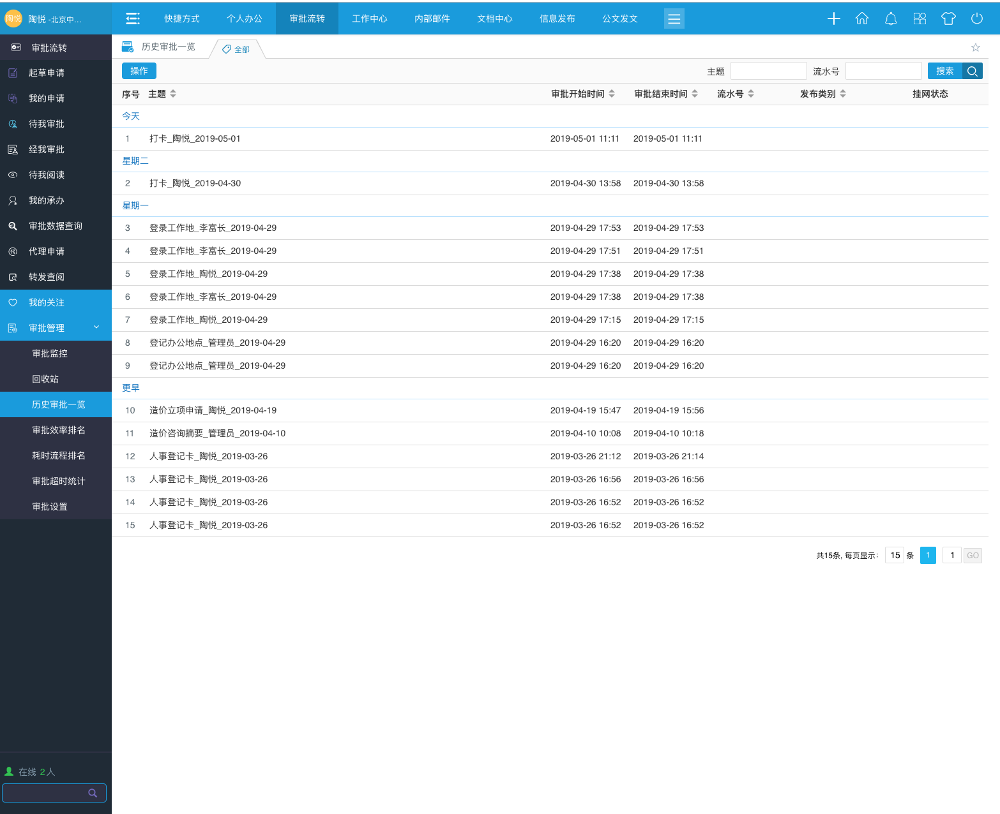 陶悦 陶悦 -北京中...
快捷方式 个人办公 审批流转 工作中心 内部邮件 文档中心 信息发布 公文发文
审批流转
起草申请
我的申请
待我审批
经我审批
待我阅读
我的承办
审批数据查询
代理申请
转发查阅
我的关注
审批管理
审批监控
回收站
历史审批一览
审批效率排名
耗时流程排名
审批超时统计
审批设置
在线 2人
历史审批一览 全部
操作 主题 流水号 搜索
序号 主题 审批开始时间 审批结束时间 流水号 发布类别 挂网状态
今天
1 打卡_陶悦_2019-05-01 2019-05-01 11:11 2019-05-01 11:11
星期二
2 打卡_陶悦_2019-04-30 2019-04-30 13:58 2019-04-30 13:58
星期一
3 登录工作地_李富长_2019-04-29 2019-04-29 17:53 2019-04-29 17:53
4 登录工作地_李富长_2019-04-29 2019-04-29 17:51 2019-04-29 17:51
5 登录工作地_陶悦_2019-04-29 2019-04-29 17:38 2019-04-29 17:38
6 登录工作地_李富长_2019-04-29 2019-04-29 17:38 2019-04-29 17:38
7 登录工作地_陶悦_2019-04-29 2019-04-29 17:15 2019-04-29 17:15
8 登记办公地点_管理员_2019-04-29 2019-04-29 16:20 2019-04-29 16:20
9 登记办公地点_管理员_2019-04-29 2019-04-29 16:20 2019-04-29 16:20
更早
10 造价立项申请_陶悦_2019-04-19 2019-04-19 15:47 2019-04-19 15:56
11 造价咨询摘要_管理员_2019-04-10 2019-04-10 10:08 2019-04-10 10:18
12 人事登记卡_陶悦_2019-03-26 2019-03-26 21:12 2019-03-26 21:14
13 人事登记卡_陶悦_2019-03-26 2019-03-26 16:56 2019-03-26 16:56
14 人事登记卡_陶悦_2019-03-26 2019-03-26 16:52 2019-03-26 16:52
15 人事登记卡_陶悦_2019-03-26 2019-03-26 16:52 2019-03-26 16:52
共15条, 每页显示: 15 条 1 1 GO